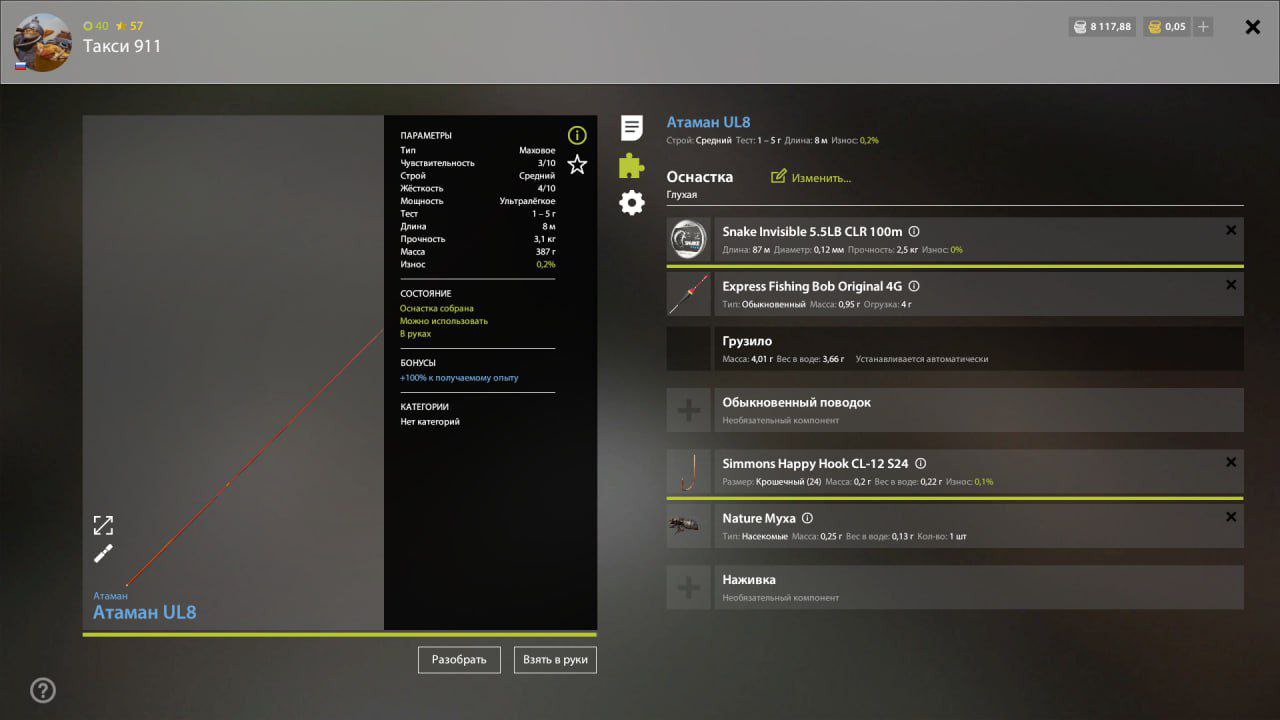 40 57
Такси 911
8 117,88 0,05 +
ПАРАМЕТРЫ
Тип Маховое
Чувствительность 3/10
Строй Средний
Жёсткость 4/10
Мощность Ультралёгкое
Тест 1 – 5 г
Длина 8 м
Прочность 3,1 кг
Масса 387 г
Износ 0,2%
СОСТОЯНИЕ
Оснастка собрана
Можно использовать
В руках
БОНУСЫ
+100% к получаемому опыту
КАТЕГОРИИ
Нет категорий
Атаман
Атаман UL8
Разобрать Взять в руки
Атаман UL8
Строй: Средний Тест: 1 – 5 г Длина: 8 м Износ: 0,2%
Оснастка Изменить...
Глухая
Snake Invisible 5.5LB CLR 100m
Длина: 87 м Диаметр: 0,12 мм Прочность: 2,5 кг Износ: 0%
Express Fishing Bob Original 4G
Тип: Обыкновенный Масса: 0,95 г Огрузка: 4 г
Грузило
Масса: 4,01 г Вес в воде: 3,66 г Устанавливается автоматически
Обыкновенный поводок
Необязательный компонент
Simmons Happy Hook CL-12 S24
Размер: Крошечный (24) Масса: 0,2 г Вес в воде: 0,22 г Износ: 0,1%
Nature Муха
Тип: Насекомые Масса: 0,25 г Вес в воде: 0,13 г Кол-во: 1 шт
Наживка
Необязательный компонент